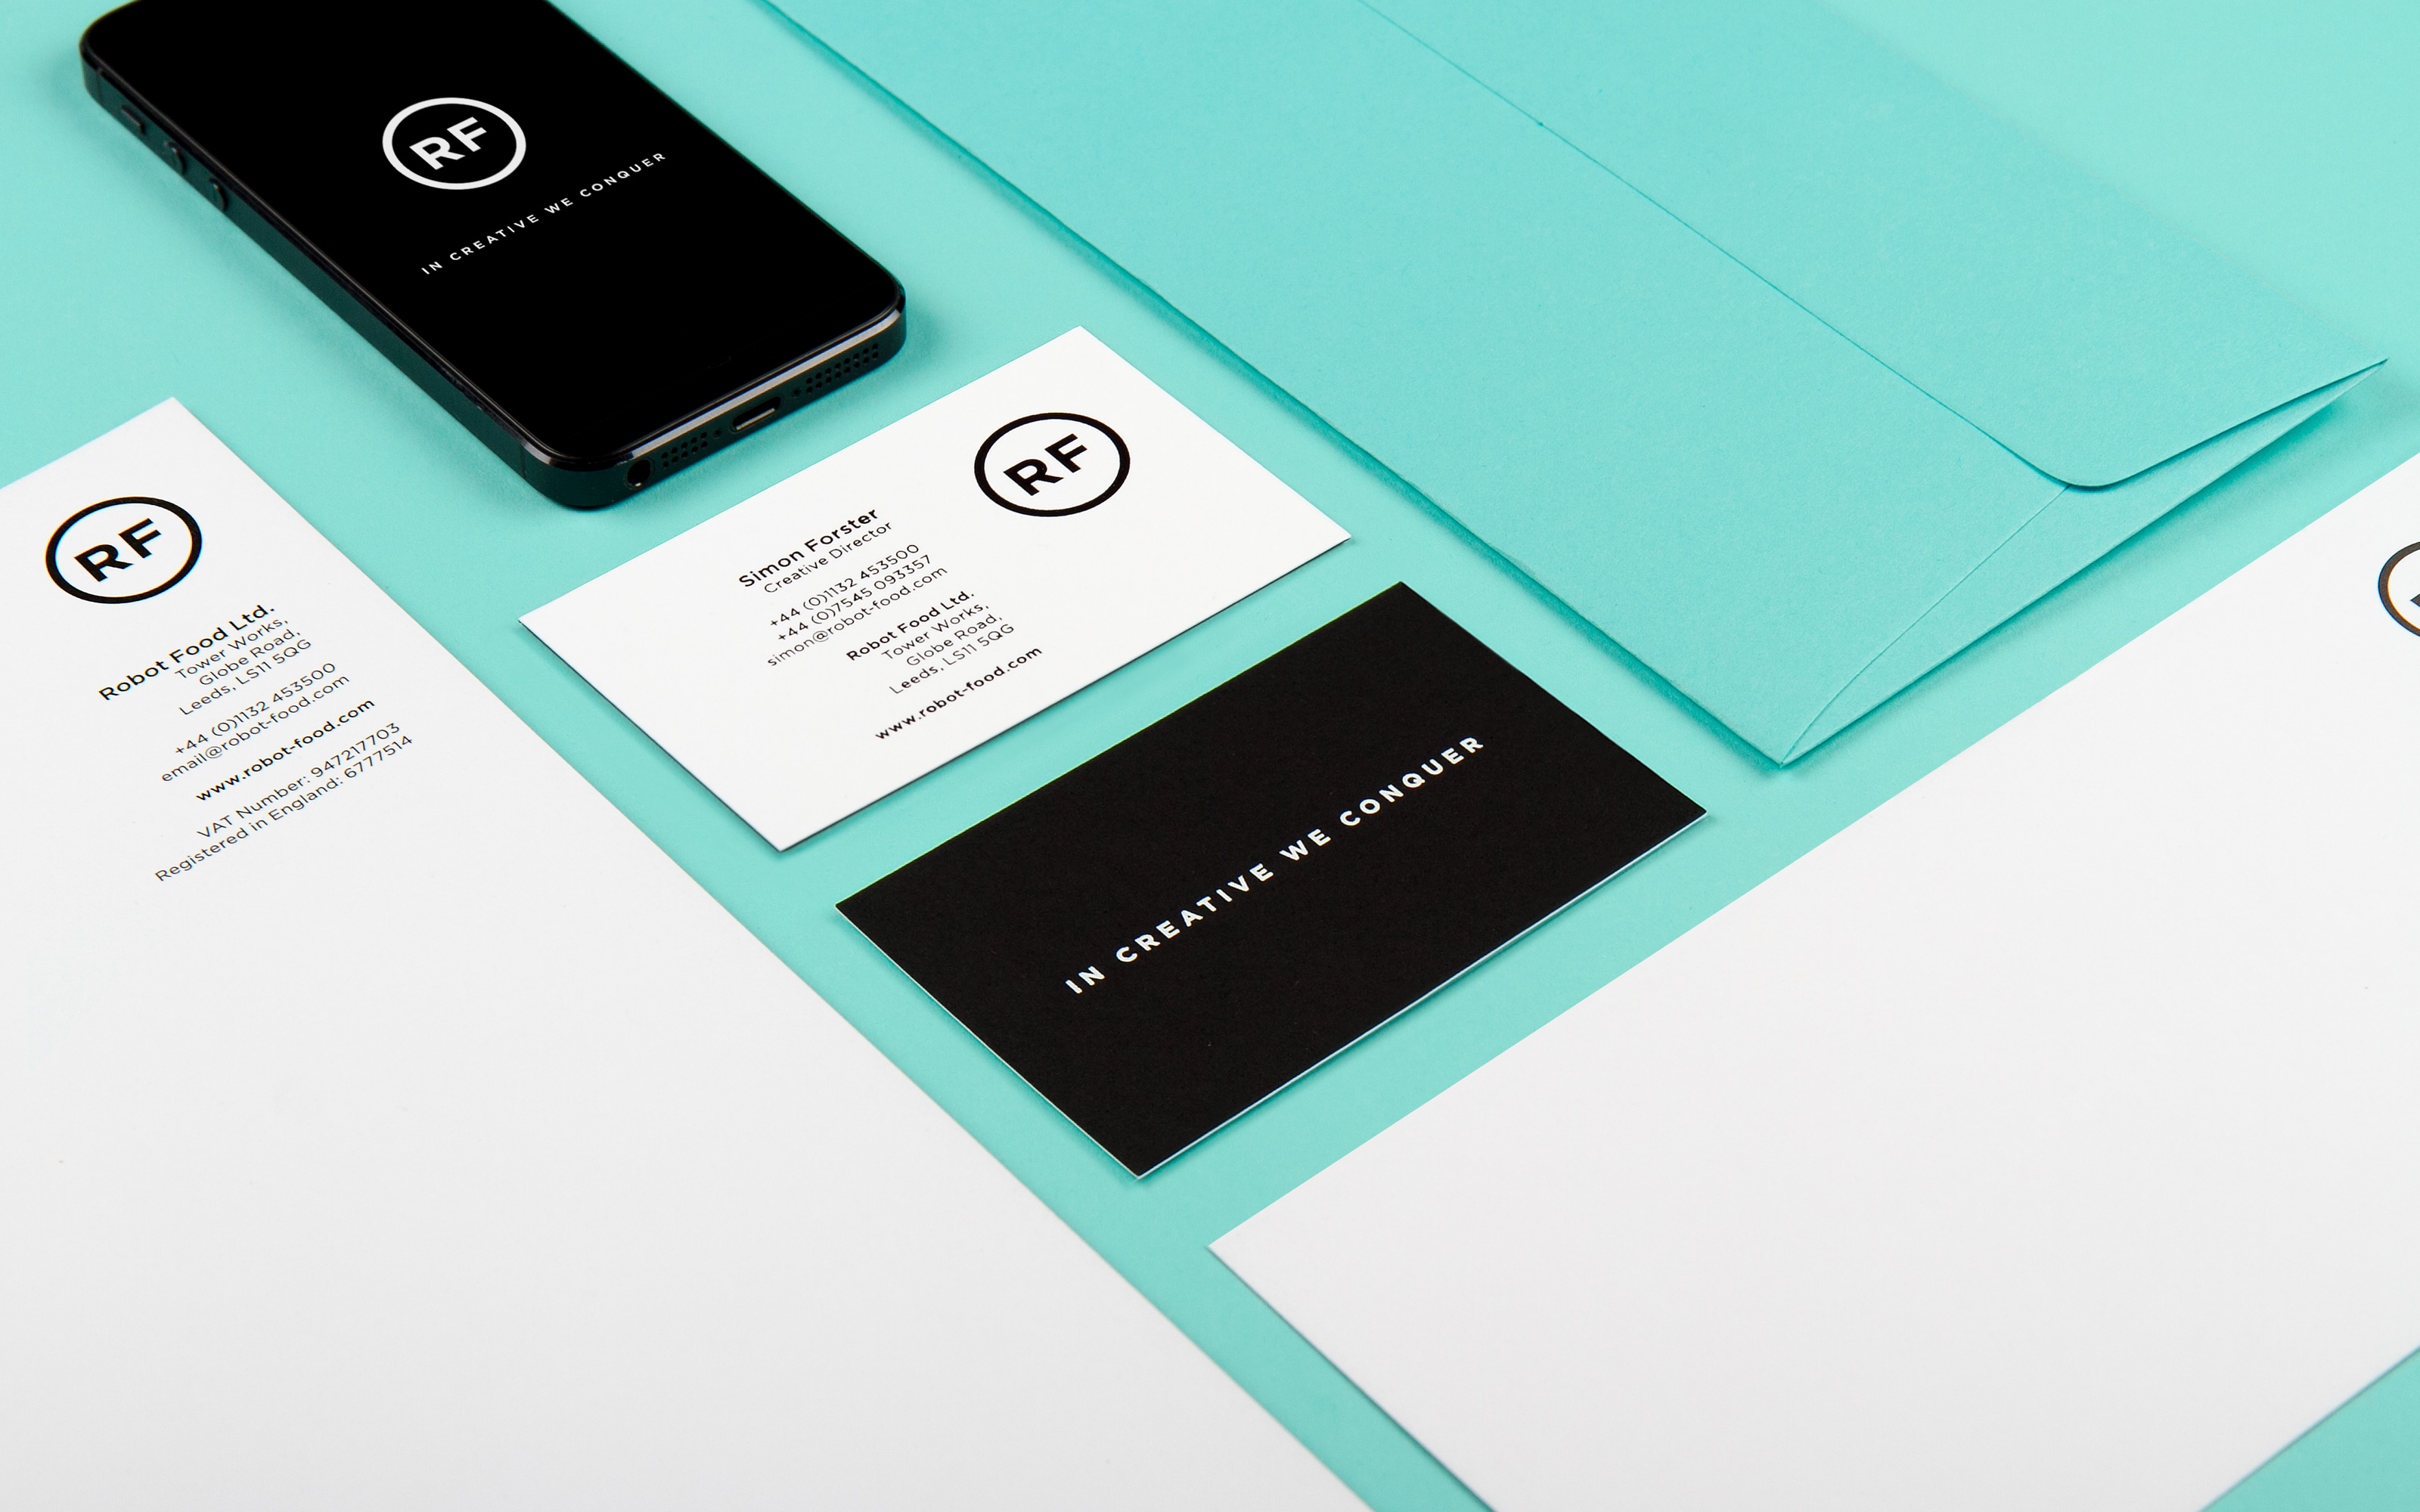 RF
IN CREATIVE WE CONQUER
RF
Robot Food Ltd.
Tower Works,
Globe Road,
Leeds, LS11 5QG
+44 (0)1132 453500
email@robot-food.com
www.robot-food.com
VAT Number: 947217703
Registered in England: 6777514
RF
Simon Forster
Creative Director
+44 (0)1132 453500
+44 (0)7545 093357
simon@robot-food.com
Robot Food Ltd.
Tower Works,
Globe Road,
Leeds, LS11 5QG
www.robot-food.com
IN CREATIVE WE CONQUER